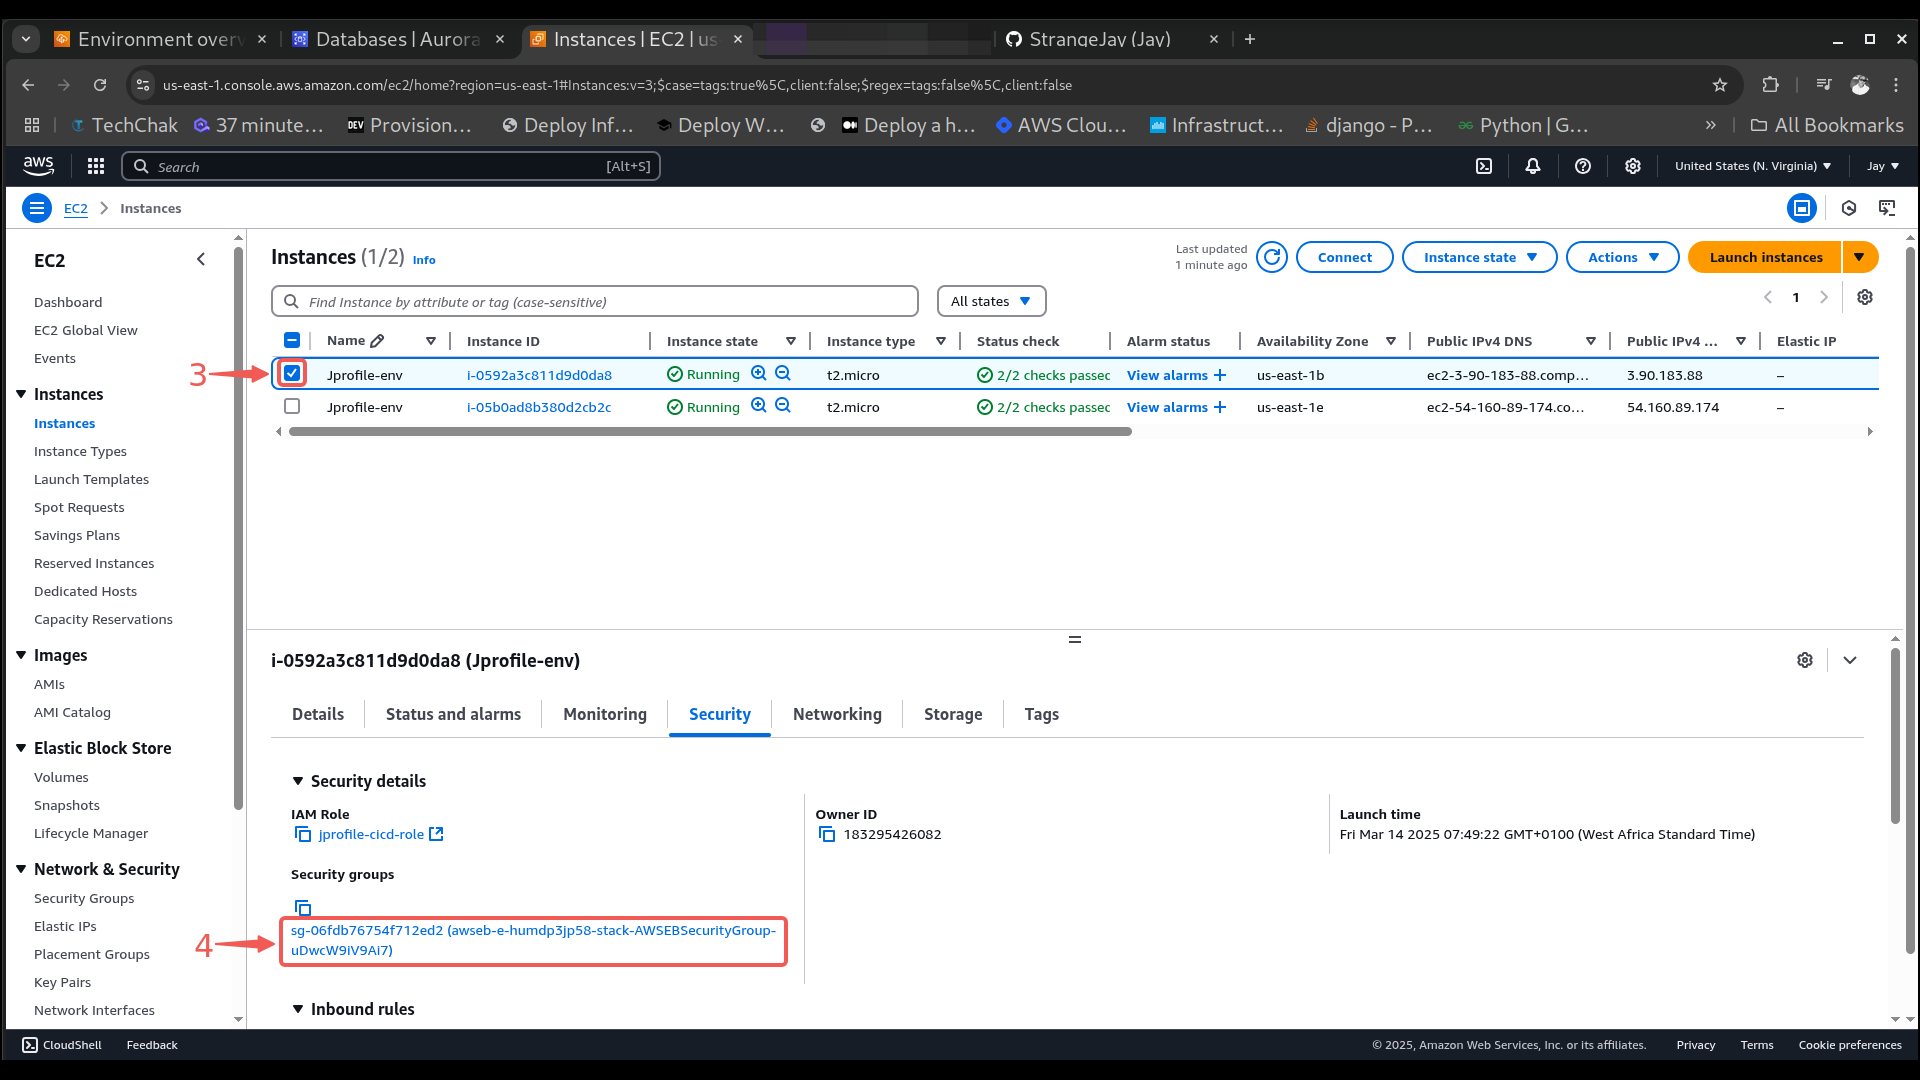 Environment overv
Databases | Aurora
Instances | EC2 | us
StrangeJay (Jay)
us-east-1.console.aws.amazon.com/ec2/home?region=us-east-1#Instances:v=3;$case=tags:true%5C,client:false;$regex=tags:false%5C,client:false
TechChak
37 minute...
DEV Provision...
Deploy Inf...
Deploy W...
Deploy a h...
AWS Clou...
Infrastruct...
django - P...
Python | G...
» All Bookmarks
aws
Search [Alt+S]
United States (N. Virginia)
Jay
EC2 > Instances
EC2
Dashboard
EC2 Global View
Events
Instances
Instances
Instance Types
Launch Templates
Spot Requests
Savings Plans
Reserved Instances
Dedicated Hosts
Capacity Reservations
Images
AMIs
AMI Catalog
Elastic Block Store
Volumes
Snapshots
Lifecycle Manager
Network & Security
Security Groups
Elastic IPs
Placement Groups
Key Pairs
Network Interfaces
Instances (1/2) Info
Last updated
1 minute ago
Connect
Instance state
Actions
Launch instances
Find Instance by attribute or tag (case-sensitive)
All states
1
Name Instance ID Instance state Instance type Status check Alarm status Availability Zone Public IPv4 DNS Public IPv4 ... Elastic IP
3
Jprofile-env i-0592a3c811d9d0da8 Running t2.micro 2/2 checks passec View alarms + us-east-1b ec2-3-90-183-88.comp... 3.90.183.88 –
Jprofile-env i-05b0ad8b380d2cb2c Running t2.micro 2/2 checks passec View alarms + us-east-1e ec2-54-160-89-174.co... 54.160.89.174 –
i-0592a3c811d9d0da8 (Jprofile-env)
Details Status and alarms Monitoring Security Networking Storage Tags
Security details
IAM Role
jprofile-cicd-role
Owner ID
183295426082
Launch time
Fri Mar 14 2025 07:49:22 GMT+0100 (West Africa Standard Time)
Security groups
4
sg-06fdb76754f712ed2 (awseb-e-humdp3jp58-stack-AWSEBSecurityGroup-
uDwcW9iV9Ai7)
Inbound rules
CloudShell Feedback
© 2025, Amazon Web Services, Inc. or its affiliates. Privacy Terms Cookie preferences